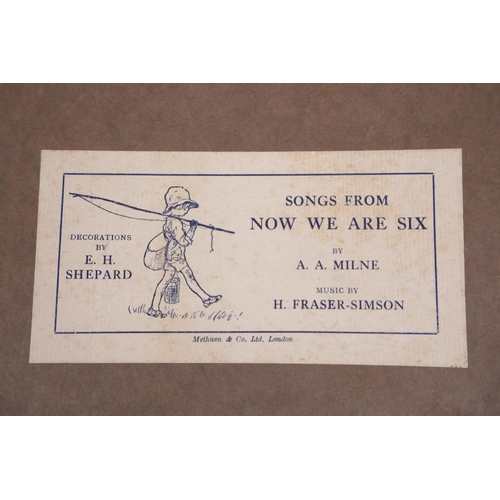 DECORATIONS
BY
E. H.
SHEPARD
SONGS FROM
NOW WE ARE SIX
BY
A. A. MILNE
MUSIC BY
H. FRASER-SIMSON
Methuen & Co. Ltd. London